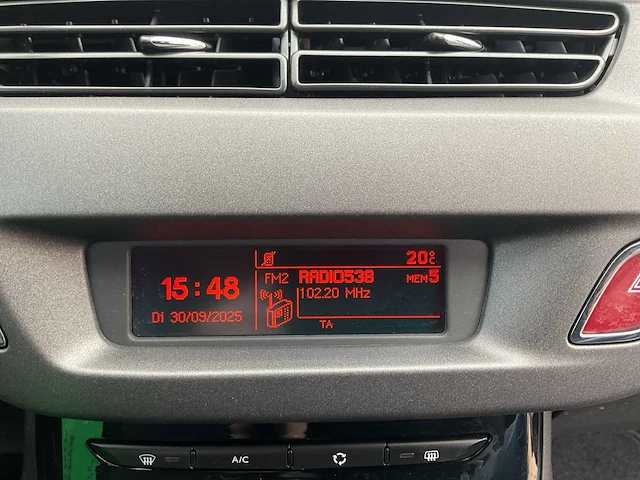 15:48
Di 30/09/2025
20°C
FM2 RADIO538 MEM5
102.20 MHz
TA
A/C